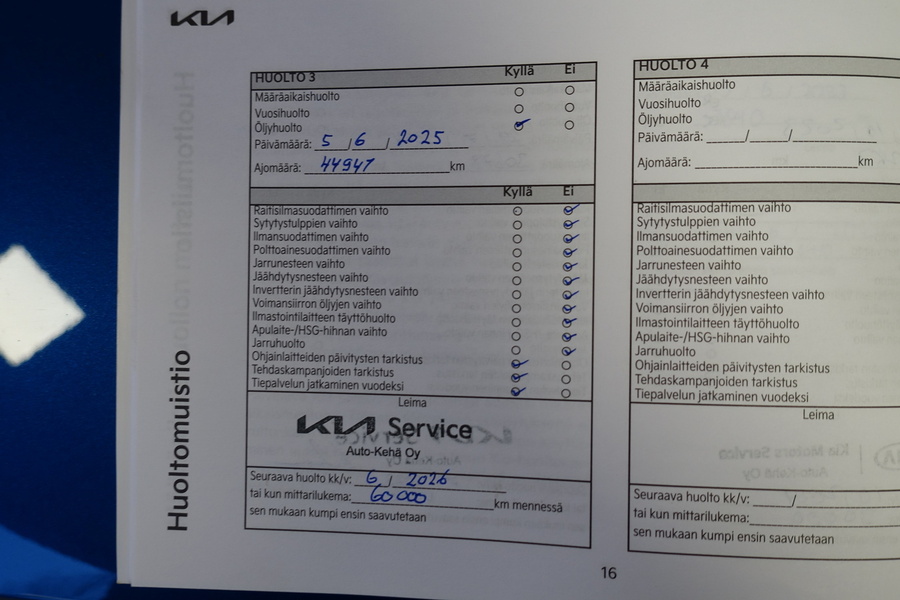 KIA
Huoltomuistio
HUOLTO 3 Kyllä Ei
Määräaikaishuolto
Vuosihuolto
Öljyhuolto
Päivämäärä: 5 / 6 / 2025
Ajomäärä: 44947 km
Kyllä Ei
Raitisilmasuodattimen vaihto
Sytytystulppien vaihto
Ilmansuodattimen vaihto
Polttoainesuodattimen vaihto
Jarrunesteen vaihto
Jäähdytysnesteen vaihto
Invertterin jäähdytysnesteen vaihto
Voimansiirron öljyjen vaihto
Ilmastointilaitteen täyttöhuolto
Apulaite-/HSG-hihnan vaihto
Jarruhuolto
Ohjainlaitteiden päivitysten tarkistus
Tehdaskampanjoiden tarkistus
Tiepalvelun jatkaminen vuodeksi
Leima
KIA Service
Auto-Kehä Oy
Seuraava huolto kk/v: 6 / 2026
tai kun mittarilukema: 60 000 km mennessä
sen mukaan kumpi ensin saavutetaan
HUOLTO 4
Määräaikaishuolto
Vuosihuolto
Öljyhuolto
Päivämäärä: / /
Ajomäärä: km
Raitisilmasuodattimen vaihto
Sytytystulppien vaihto
Ilmansuodattimen vaihto
Polttoainesuodattimen vaihto
Jarrunesteen vaihto
Jäähdytysnesteen vaihto
Invertterin jäähdytysnesteen vaihto
Voimansiirron öljyjen vaihto
Ilmastointilaitteen täyttöhuolto
Apulaite-/HSG-hihnan vaihto
Jarruhuolto
Ohjainlaitteiden päivitysten tarkistus
Tehdaskampanjoiden tarkistus
Tiepalvelun jatkaminen vuodeksi
Leima
Seuraava huolto kk/v: /
tai kun mittarilukema:
sen mukaan kumpi ensin saavutetaan
16